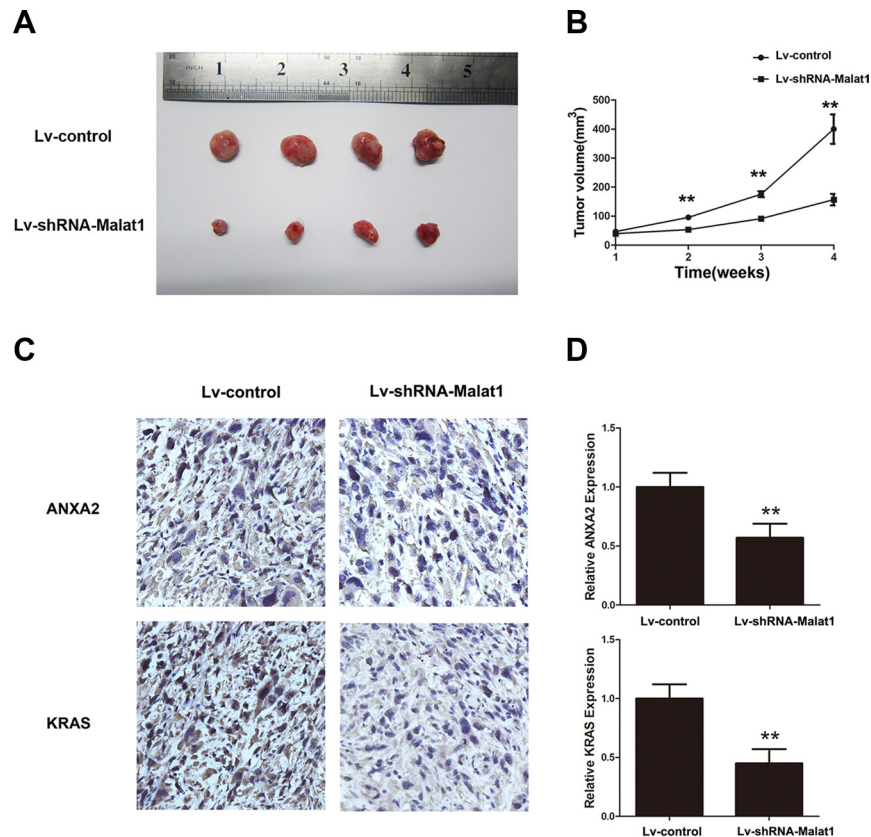 A
INCH 1 2 3 4 5
32 64 16
Lv-control
Lv-shRNA-Malat1
B
Lv-control
Lv-shRNA-Malat1
Tumor volume(mm3)
500
400
300
200
100
0
** ** **
1 2 3 4
Time(weeks)
C
Lv-control Lv-shRNA-Malat1
ANXA2
KRAS
D
Relative ANXA2 Expression
1.5
1.0
0.5
0.0
**
Lv-control Lv-shRNA-Malat1
Relative KRAS Expression
1.5
1.0
0.5
0.0
**
Lv-control Lv-shRNA-Malat1